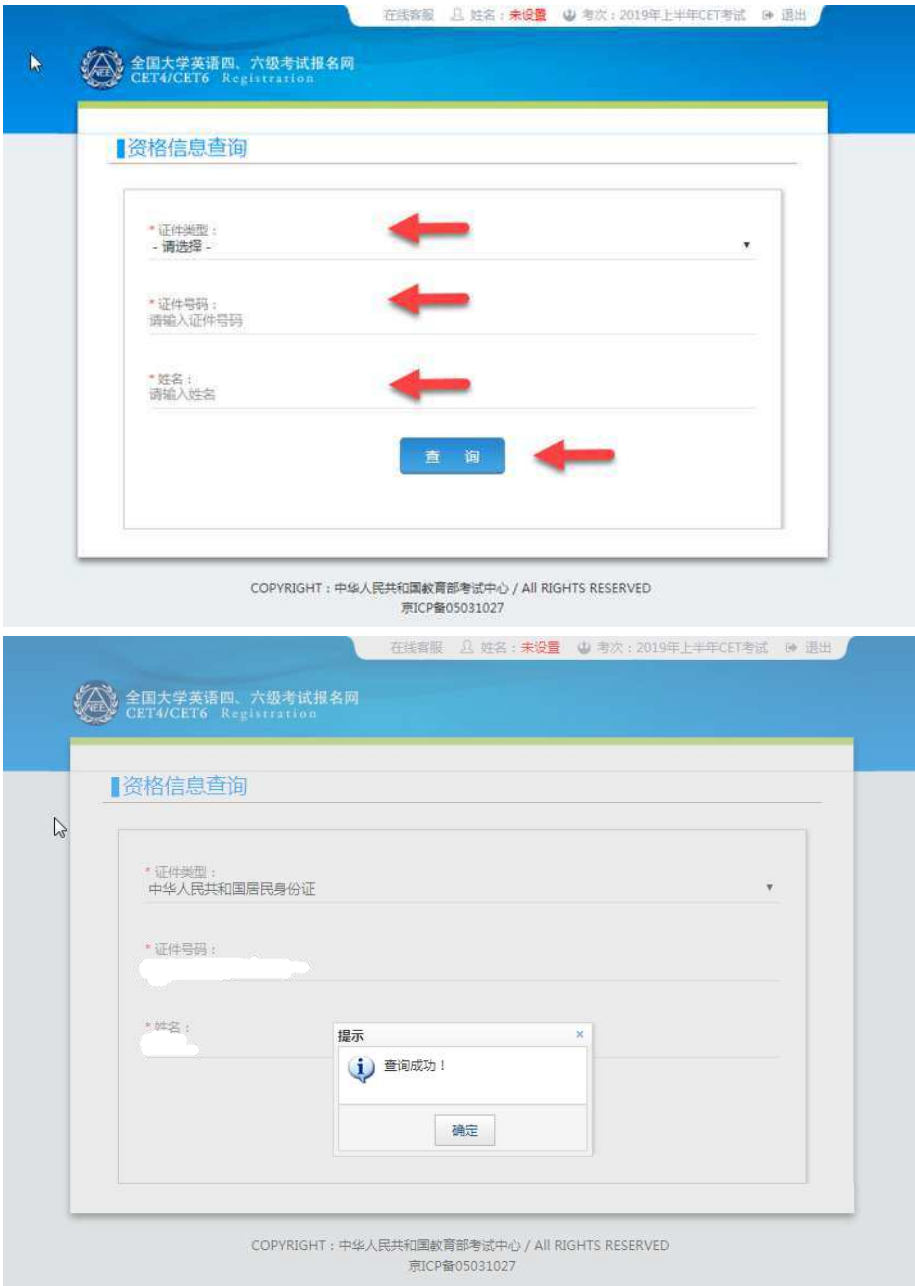 在线客服 姓名：未设置 考次：2019年上半年CET考试 退出
全国大学英语四、六级考试报名网
CET4/CET6 Registration
资格信息查询
* 证件类型：
- 请选择 -
* 证件号码：
请输入证件号码
* 姓名：
请输入姓名
查 询
COPYRIGHT：中华人民共和国教育部考试中心 / All RIGHTS RESERVED
京ICP备05031027
在线客服 姓名：未设置 考次：2019年上半年CET考试 退出
全国大学英语四、六级考试报名网
CET4/CET6 Registration
资格信息查询
* 证件类型：
中华人民共和国居民身份证
* 证件号码：
* 姓名：
提示 ×
查询成功！
确定
COPYRIGHT：中华人民共和国教育部考试中心 / All RIGHTS RESERVED
京ICP备05031027